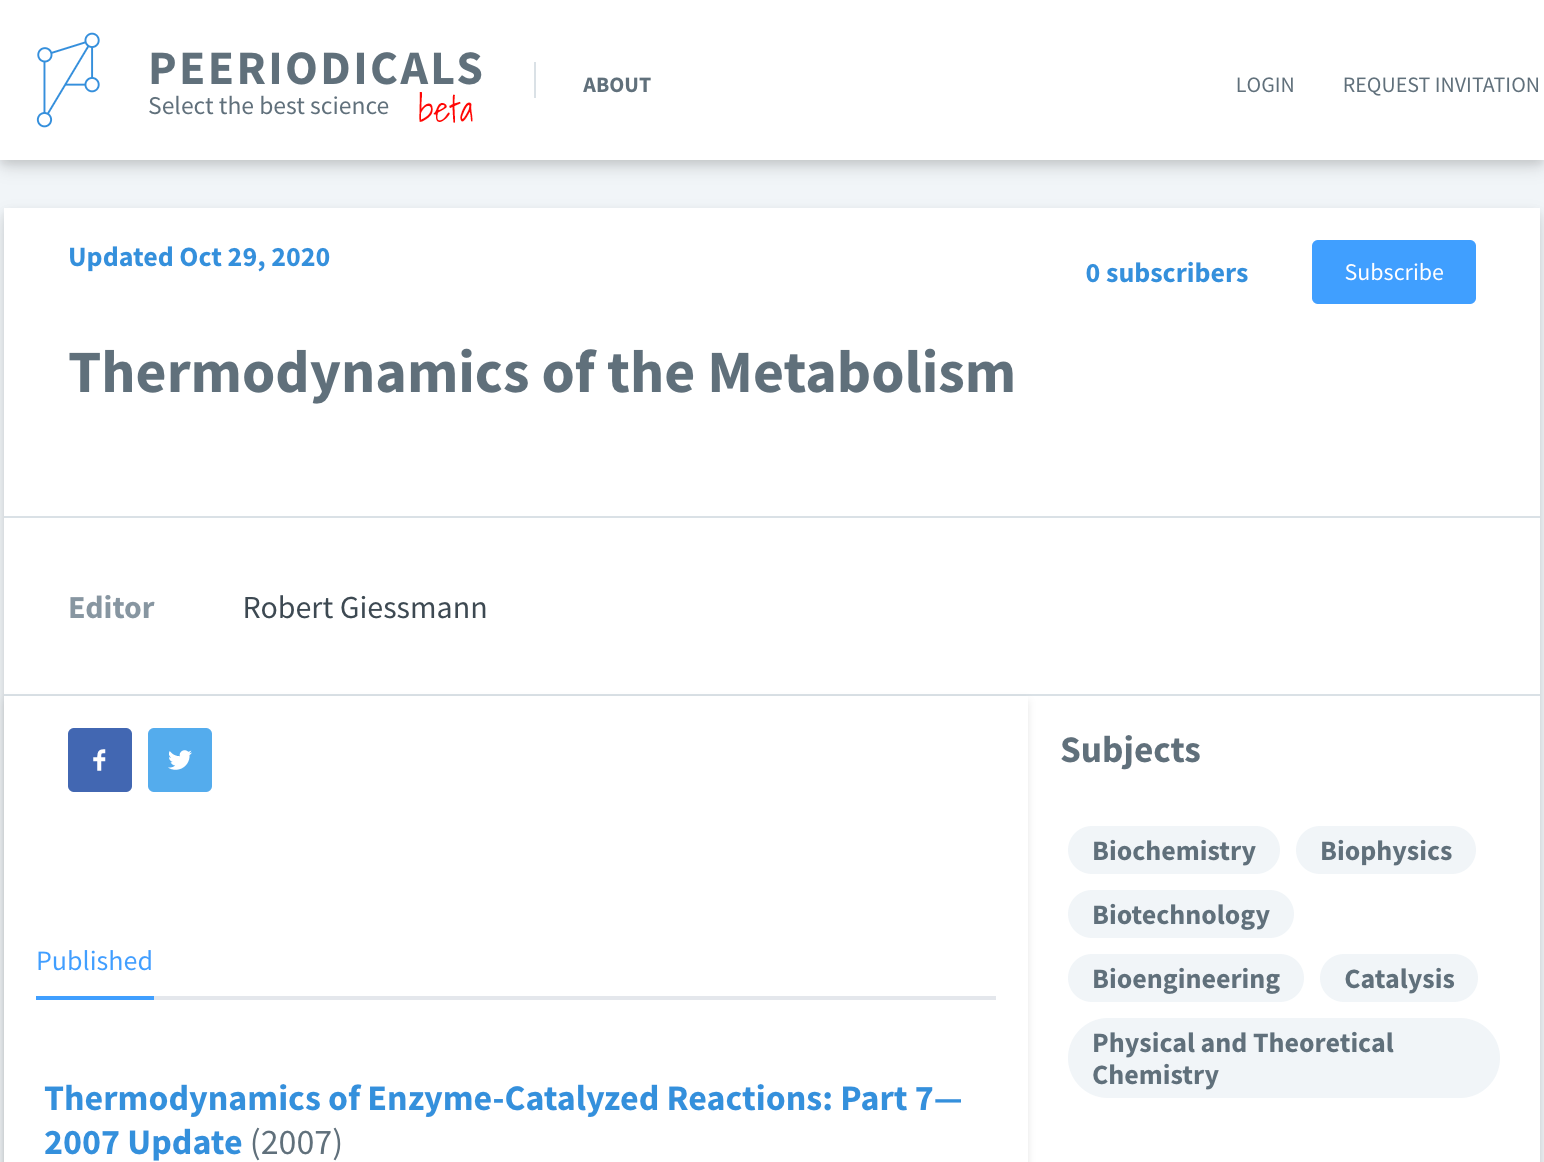 PEERIODICALS
Select the best science beta
ABOUT
LOGIN
REQUEST INVITATION
Updated Oct 29, 2020
0 subscribers
Subscribe
Thermodynamics of the Metabolism
Editor
Robert Giessmann
Published
Thermodynamics of Enzyme-Catalyzed Reactions: Part 7—
2007 Update (2007)
Subjects
Biochemistry
Biophysics
Biotechnology
Bioengineering
Catalysis
Physical and Theoretical
Chemistry